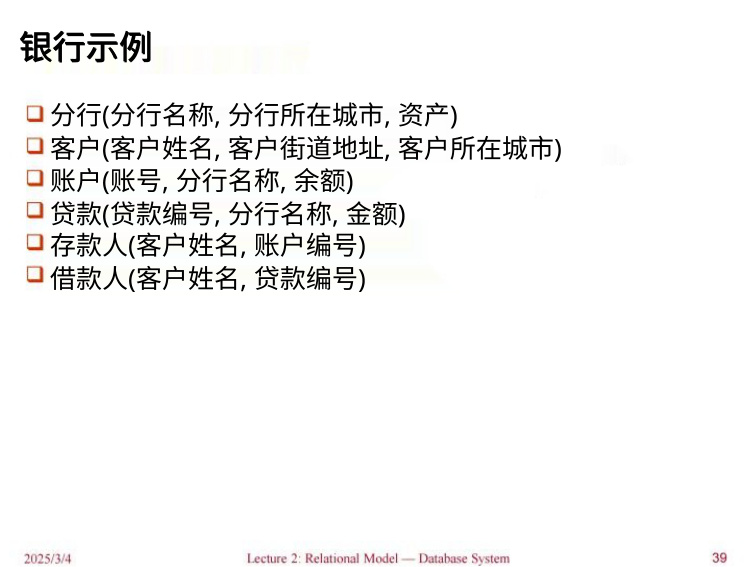 银行示例
分行(分行名称, 分行所在城市, 资产)
客户(客户姓名, 客户街道地址, 客户所在城市)
账户(账号, 分行名称, 余额)
贷款(贷款编号, 分行名称, 金额)
存款人(客户姓名, 账户编号)
借款人(客户姓名, 贷款编号)
2025/3/4 Lecture 2: Relational Model — Database System 39